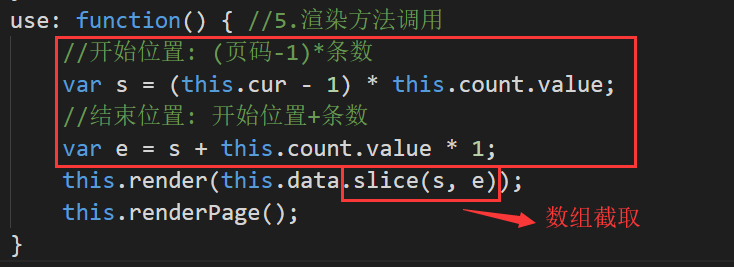 use: function() { //5.渲染方法调用
//开始位置: (页码-1)*条数
var s = (this.cur - 1) * this.count.value;
//结束位置: 开始位置+条数
var e = s + this.count.value * 1;
this.render(this.data.slice(s, e));
this.renderPage();
数组截取
}